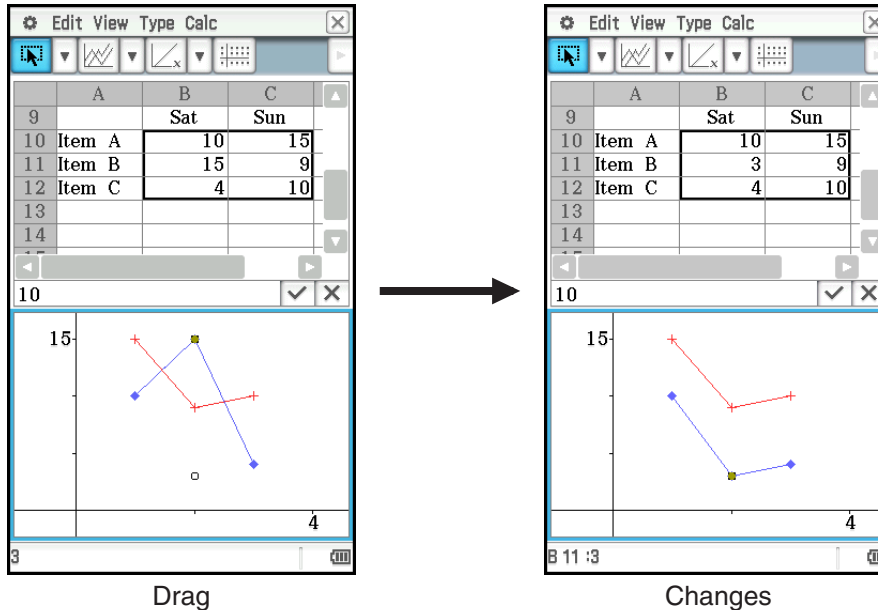 Edit View Type Calc
A B C
9 Sat Sun
10 Item A 10 15
11 Item B 15 9
12 Item C 4 10
13
14
10
15
4
3
Drag
Edit View Type Calc
A B C
9 Sat Sun
10 Item A 10 15
11 Item B 3 9
12 Item C 4 10
13
14
10
15
4
B 11 :3
Changes